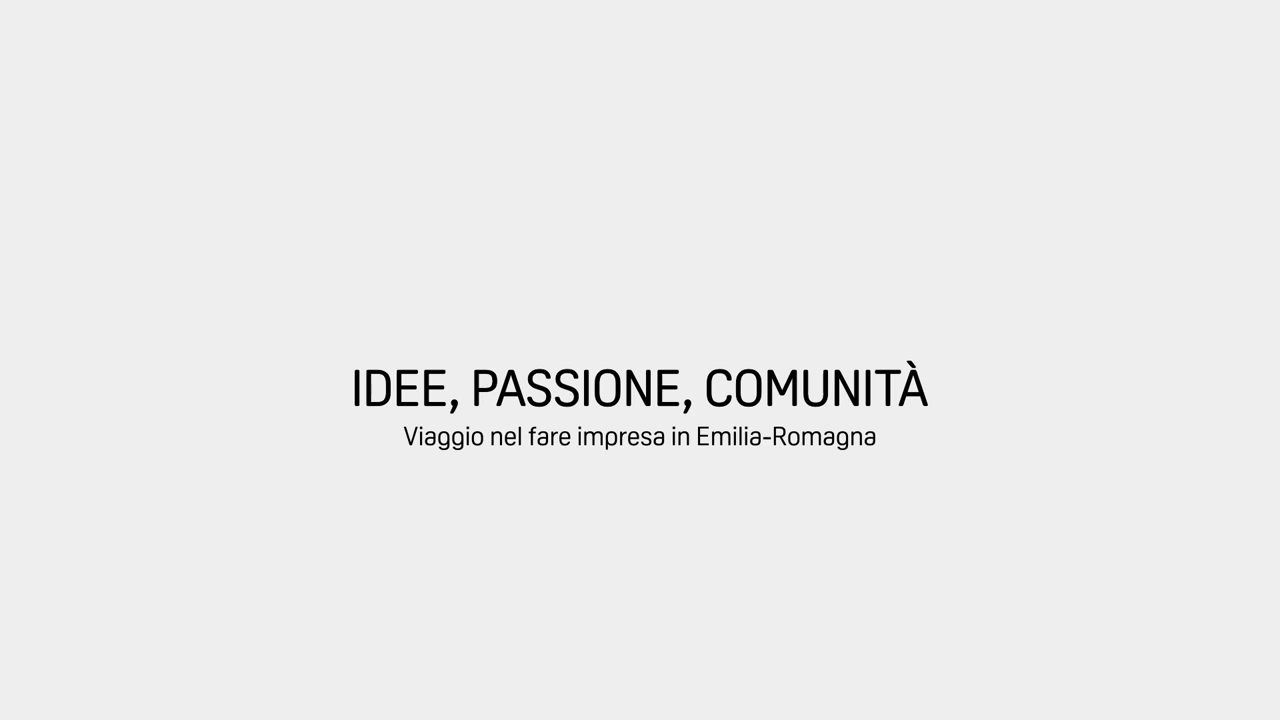 IDEE, PASSIONE, COMUNITÀ
Viaggio nel fare impresa in Emilia-Romagna